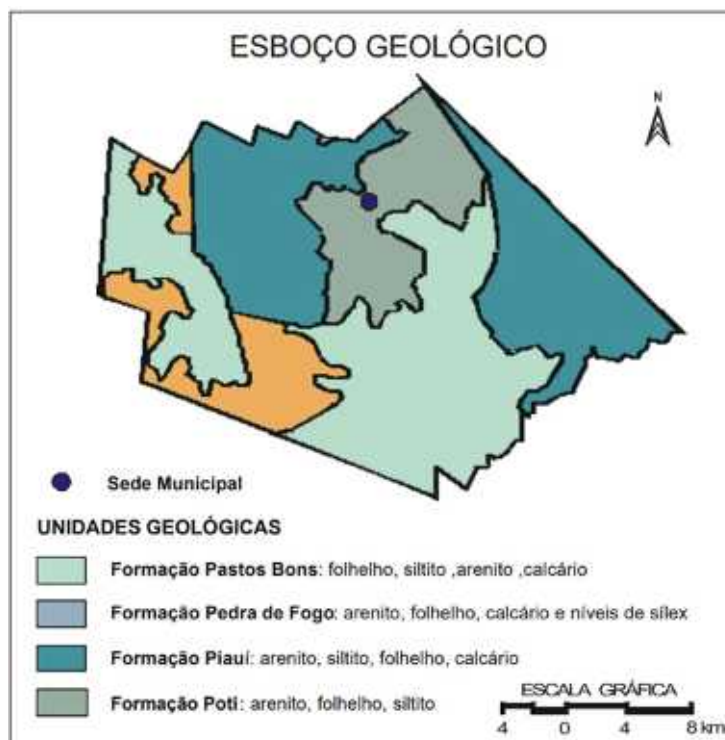 ESBOÇO GEOLÓGICO
N
Sede Municipal
UNIDADES GEOLÓGICAS
Formação Pastos Bons: folhelho, siltito ,arenito ,calcário
Formação Pedra de Fogo: arenito, folhelho, calcário e níveis de sílex
Formação Piauí: arenito, siltito, folhelho, calcário
Formação Poti: arenito, folhelho, siltito
ESCALA GRÁFICA
4 0 4 8 km